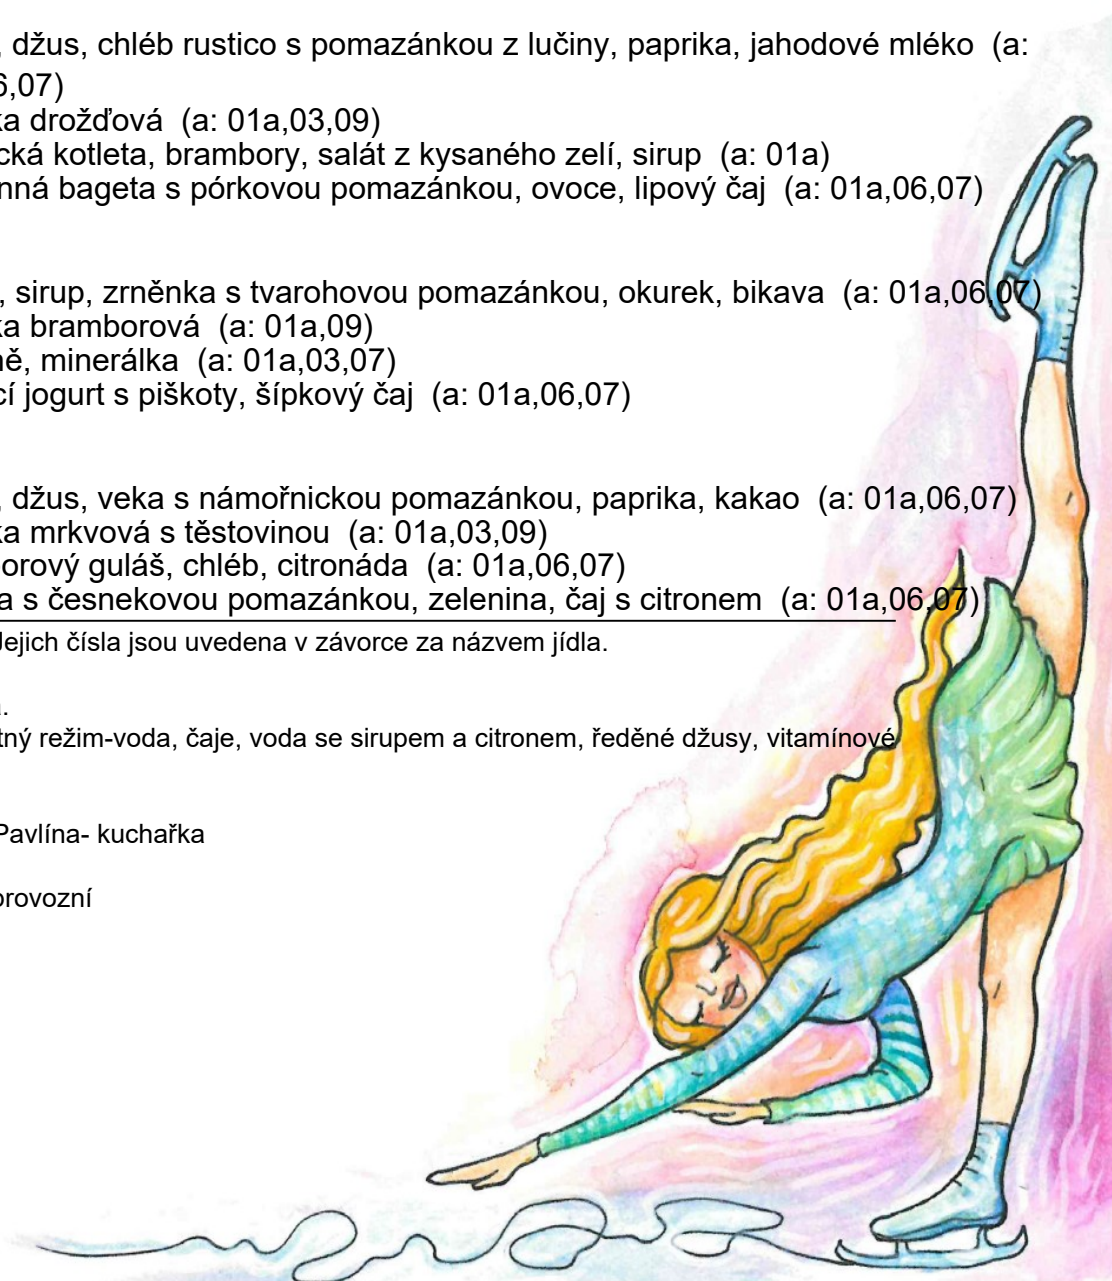 , džus, chléb rustico s pomazánkou z lučiny, paprika, jahodové mléko (a:
6,07)
ka drožďová (a: 01a,03,09)
cká kotleta, brambory, salát z kysaného zelí, sirup (a: 01a)
nná bageta s pórkovou pomazánkou, ovoce, lipový čaj (a: 01a,06,07)
, sirup, zrněnka s tvarohovou pomazánkou, okurek, bikava (a: 01a,06,07)
ka bramborová (a: 01a,09)
ně, minerálka (a: 01a,03,07)
cí jogurt s piškoty, šípkový čaj (a: 01a,06,07)
, džus, veka s námořnickou pomazánkou, paprika, kakao (a: 01a,06,07)
ka mrkvová s těstovinou (a: 01a,03,09)
orový guláš, chléb, citronáda (a: 01a,06,07)
a s česnekovou pomazánkou, zelenina, čaj s citronem (a: 01a,06,07)
Jejich čísla jsou uvedena v závorce za názvem jídla.
.
tný režim-voda, čaje, voda se sirupem a citronem, ředěné džusy, vitamínové
Pavlína- kuchařka
provozní